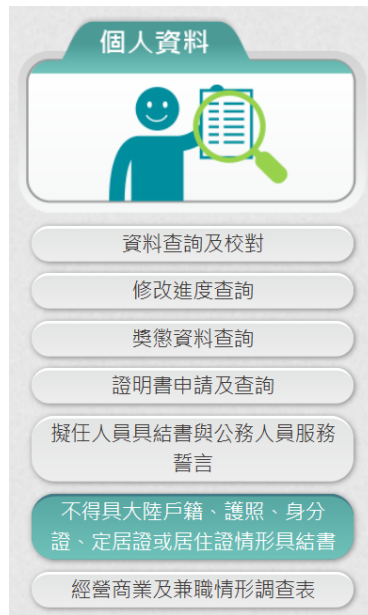 個人資料
資料查詢及校對
修改進度查詢
獎懲資料查詢
證明書申請及查詢
擬任人員具結書與公務人員服務
誓言
不得具大陸戶籍、護照、身分
證、定居證或居住證情形具結書
經營商業及兼職情形調查表